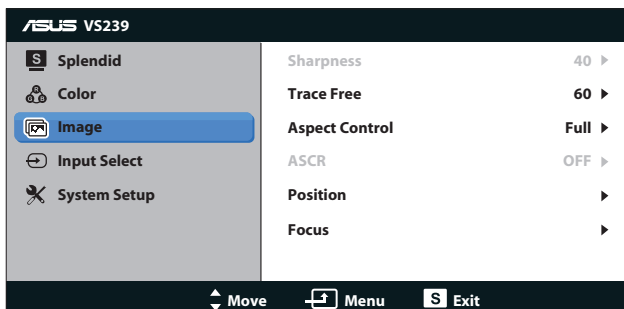 ASUS VS239
S Splendid
Color
Image
Input Select
System Setup
Sharpness 40
Trace Free 60
Aspect Control Full
ASCR OFF
Position
Focus
Move Menu S Exit